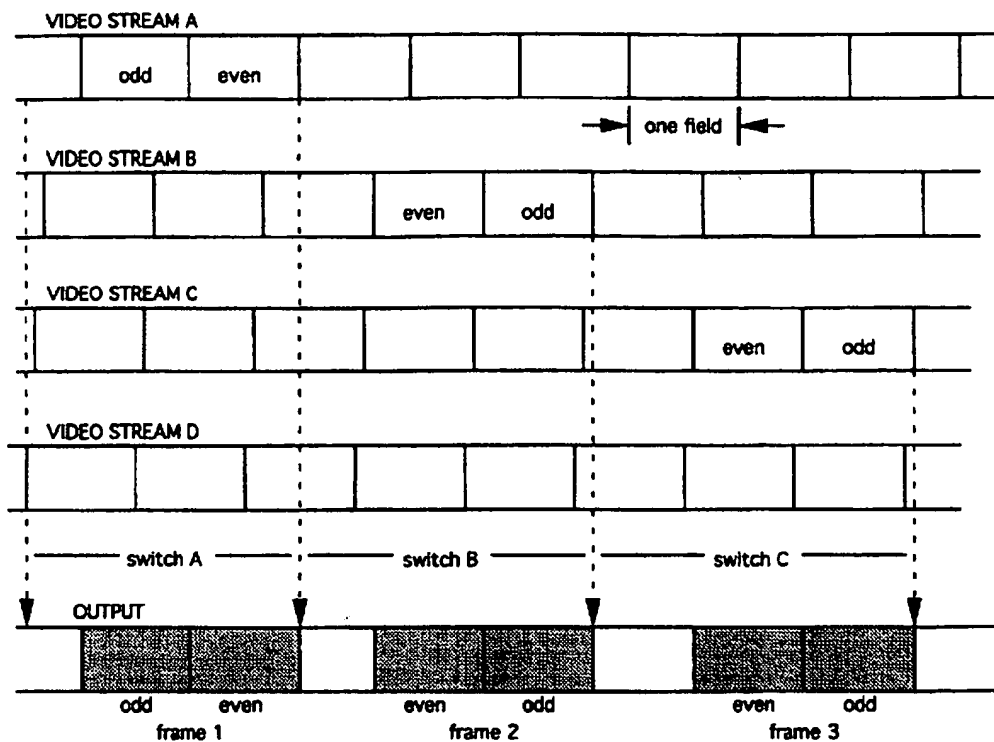 VIDEO STREAM A
odd even
one field
VIDEO STREAM B
even odd
VIDEO STREAM C
even odd
VIDEO STREAM D
switch A switch B switch C
OUTPUT
odd even even odd even odd
frame 1 frame 2 frame 3